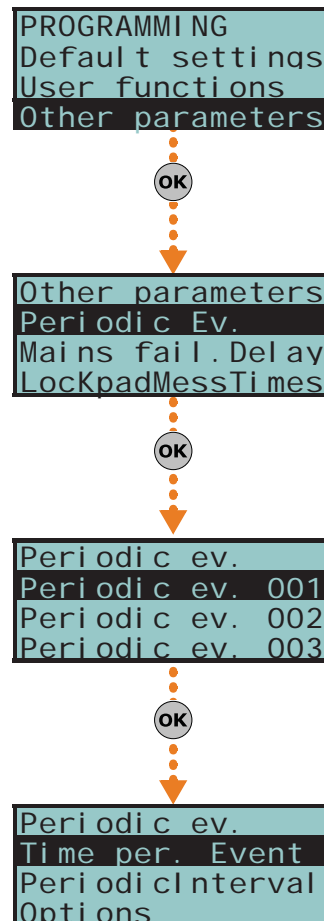 PROGRAMMING
Default settings
User functions
Other parameters
OK
Other parameters
Periodic Ev.
Mains fail.Delay
LocKpadMessTimes
OK
Periodic ev.
Periodic ev. 001
Periodic ev. 002
Periodic ev. 003
OK
Periodic ev.
Time per. Event
PeriodicInterval
Options